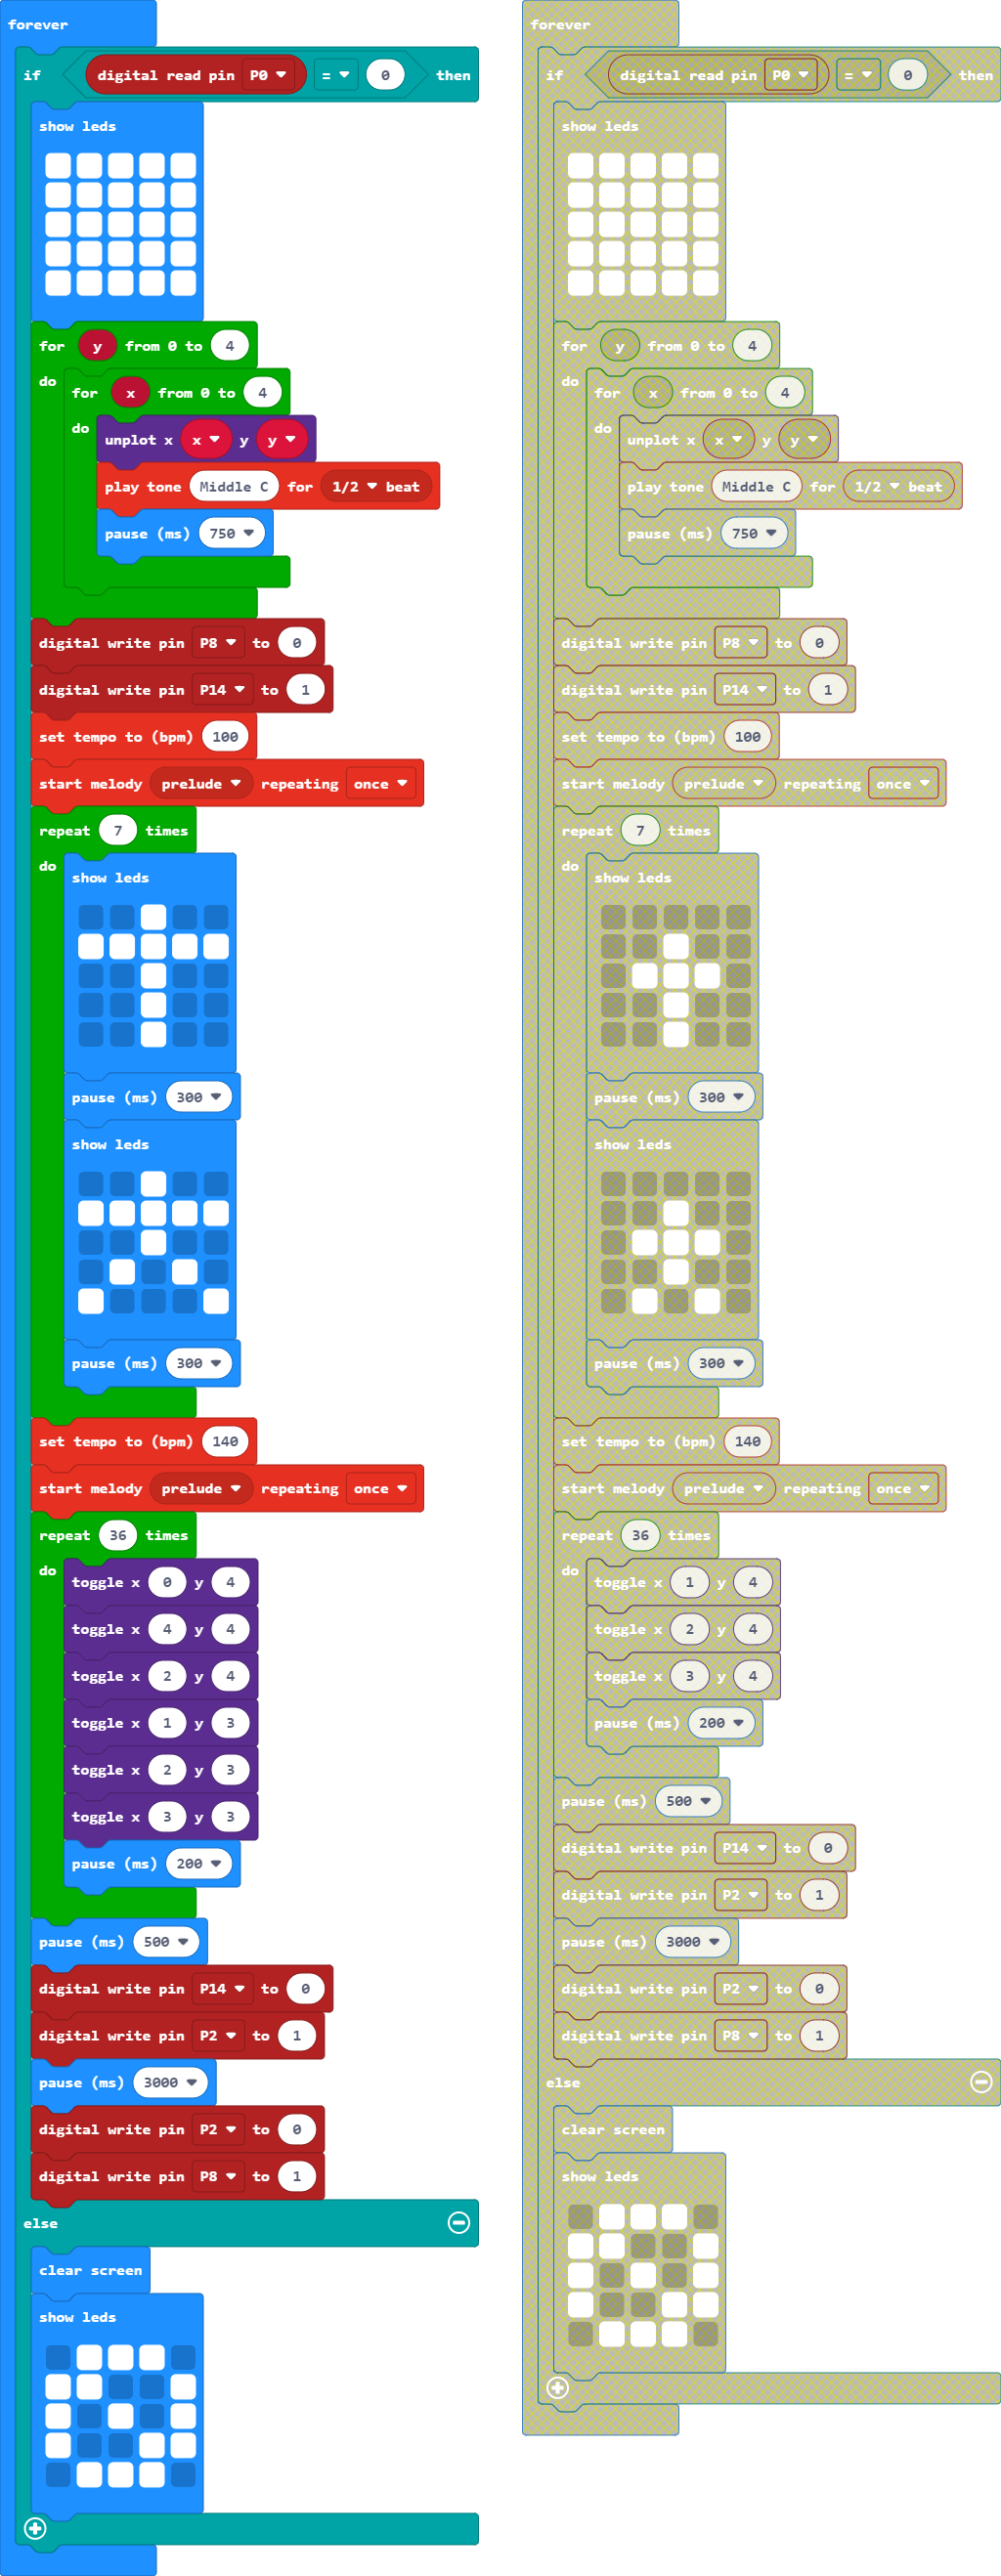 forever
if digital read pin P0 = 0 then
show leds
for y from 0 to 4
do for x from 0 to 4
do unplot x x y y
play tone Middle C for 1/2 beat
pause (ms) 750
digital write pin P8 to 0
digital write pin P14 to 1
set tempo to (bpm) 100
start melody prelude repeating once
repeat 7 times
do show leds
pause (ms) 300
show leds
pause (ms) 300
set tempo to (bpm) 140
start melody prelude repeating once
repeat 36 times
do toggle x 0 y 4
toggle x 4 y 4
toggle x 2 y 4
toggle x 1 y 3
toggle x 2 y 3
toggle x 3 y 3
pause (ms) 200
pause (ms) 500
digital write pin P14 to 0
digital write pin P2 to 1
pause (ms) 3000
digital write pin P2 to 0
digital write pin P8 to 1
else
clear screen
show leds
forever
if digital read pin P0 = 0 then
show leds
for y from 0 to 4
do for x from 0 to 4
do unplot x x y y
play tone Middle C for 1/2 beat
pause (ms) 750
digital write pin P8 to 0
digital write pin P14 to 1
set tempo to (bpm) 100
start melody prelude repeating once
repeat 7 times
do show leds
pause (ms) 300
show leds
pause (ms) 300
set tempo to (bpm) 140
start melody prelude repeating once
repeat 36 times
do toggle x 1 y 4
toggle x 2 y 4
toggle x 3 y 4
pause (ms) 200
pause (ms) 500
digital write pin P14 to 0
digital write pin P2 to 1
pause (ms) 3000
digital write pin P2 to 0
digital write pin P8 to 1
else
clear screen
show leds